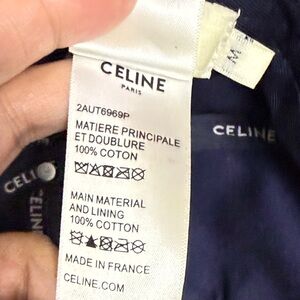 M
CELINE
PARIS
2AUT6969P
MATIERE PRINCIPALE
ET DOUBLURE
100% COTON
MAIN MATERIAL
AND LINING
100% COTTON
MADE IN FRANCE
CELINE.COM
CELINE
CELI
CELINE